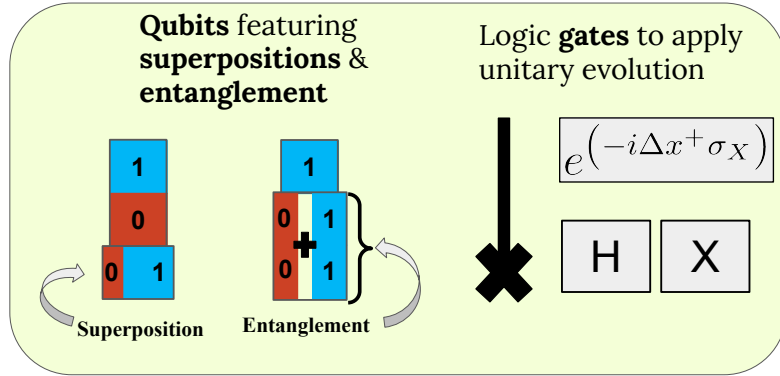 Qubits featuring
superpositions &
entanglement
Logic gates to apply
unitary evolution
1
0
0 1
Superposition
1
0 1
+
0 1
Entanglement
e^(-iΔx^+ σ_X)
H X